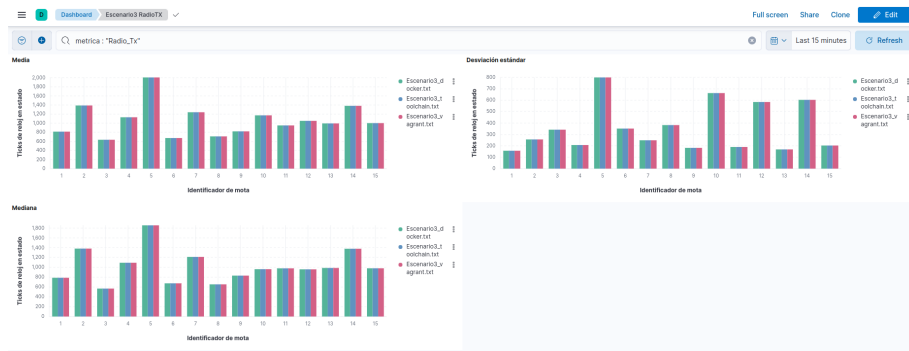 D Dashboard Escenario3 RadioTX Full screen Share Clone Edit
metrica : "Radio_Tx" Last 15 minutes Refresh
Media
Ticks de reloj en estado
2,000
1,800
1,600
1,400
1,200
1,000
800
600
400
200
0
1 2 3 4 5 6 7 8 9 10 11 12 13 14 15
Identificador de mota
Escenario3_d
ocker.txt
Escenario3_t
oolchain.txt
Escenario3_v
agrant.txt
Desviación estándar
Ticks de reloj en estado
800
700
600
500
400
300
200
100
0
1 2 3 4 5 6 7 8 9 10 11 12 13 14 15
Identificador de mota
Escenario3_d
ocker.txt
Escenario3_t
oolchain.txt
Escenario3_v
agrant.txt
Mediana
Ticks de reloj en estado
1,800
1,600
1,400
1,200
1,000
800
600
400
200
0
1 2 3 4 5 6 7 8 9 10 11 12 13 14 15
Identificador de mota
Escenario3_d
ocker.txt
Escenario3_t
oolchain.txt
Escenario3_v
agrant.txt